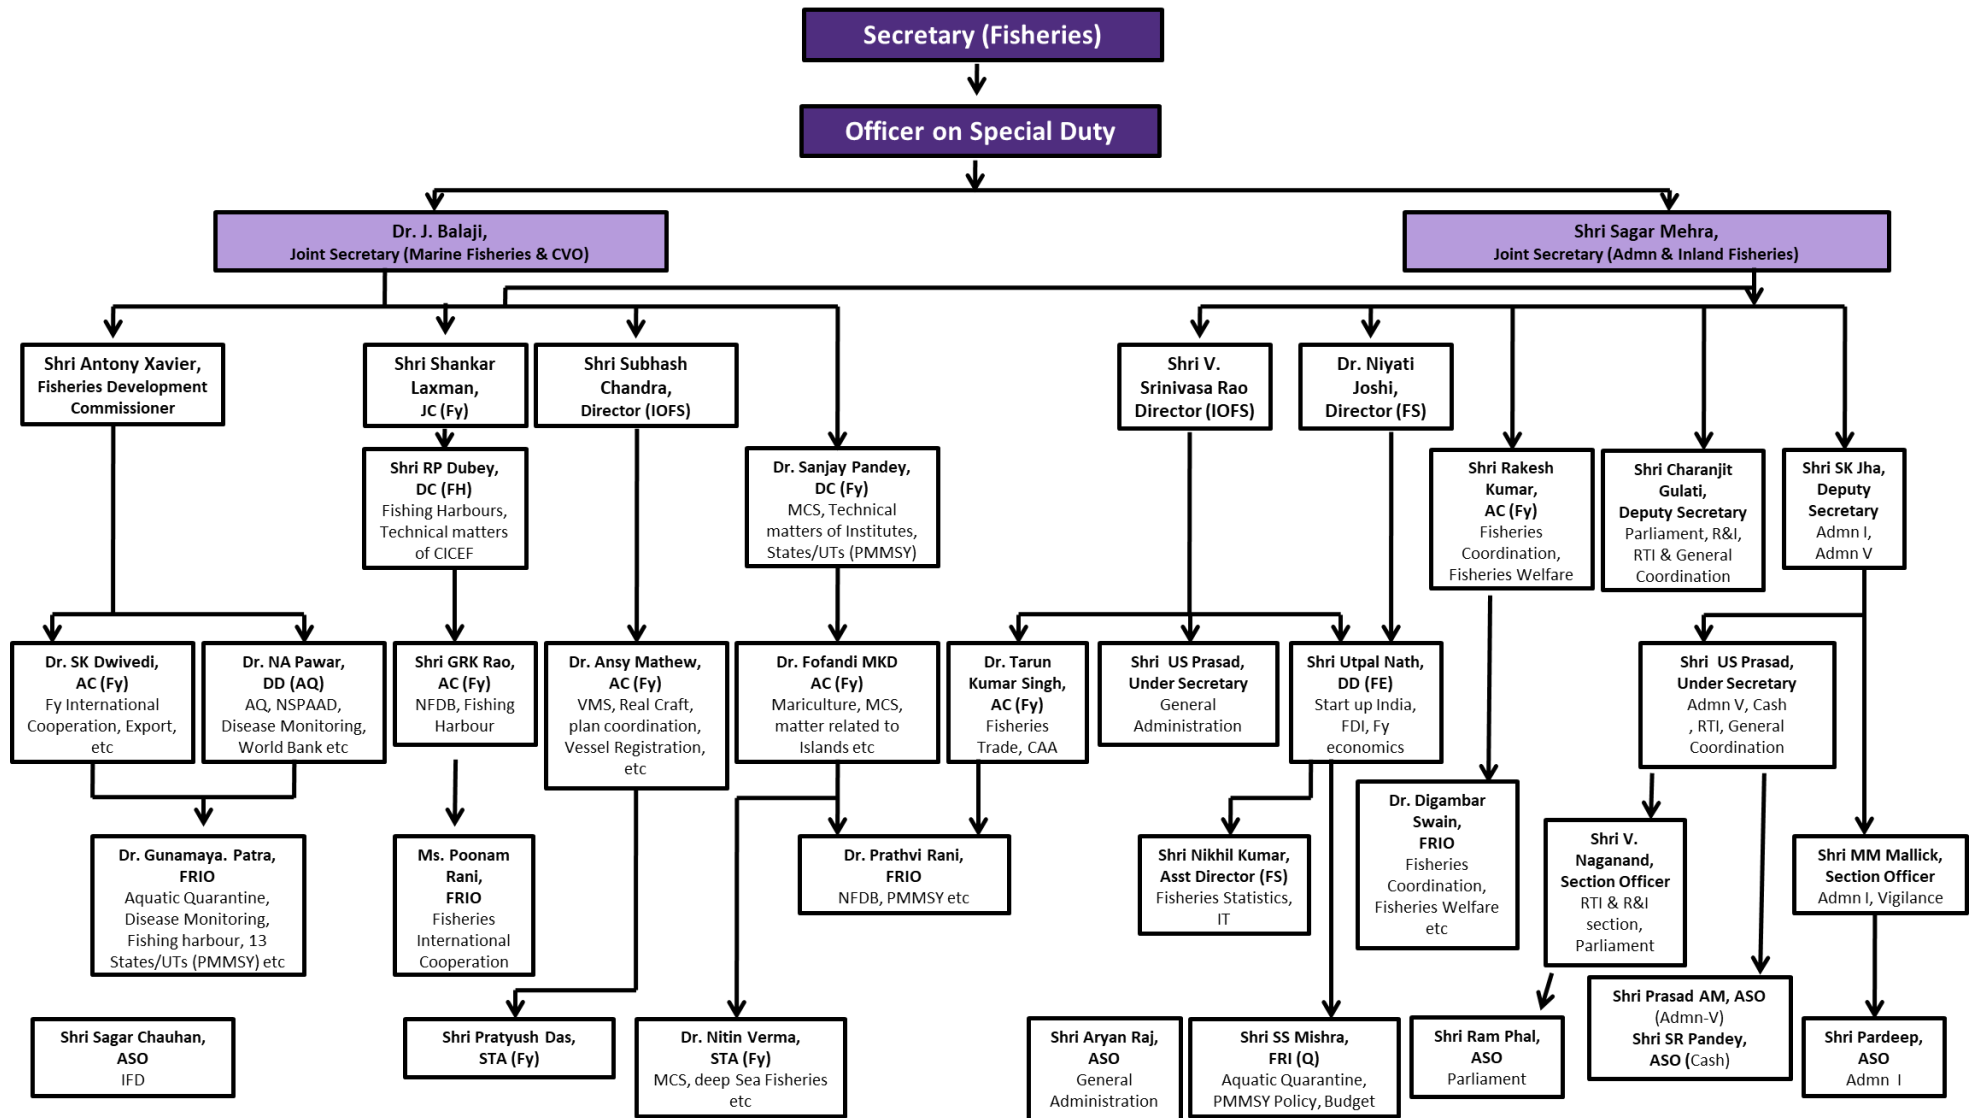 Secretary (Fisheries)
Officer on Special Duty
Dr. J. Balaji,
Joint Secretary (Marine Fisheries & CVO)
Shri Sagar Mehra,
Joint Secretary (Admn & Inland Fisheries)
Shri Antony Xavier,
Fisheries Development
Commissioner
Shri Shankar
Laxman,
JC (Fy)
Shri Subhash
Chandra,
Director (IOFS)
Shri V.
Srinivasa Rao
Director (IOFS)
Dr. Niyati
Joshi,
Director (FS)
Shri RP Dubey,
DC (FH)
Fishing Harbours,
Technical matters
of CICEF
Dr. Sanjay Pandey,
DC (Fy)
MCS, Technical
matters of Institutes,
States/UTs (PMMSY)
Shri Rakesh
Kumar,
AC (Fy)
Fisheries
Coordination,
Fisheries Welfare
Shri Charanjit
Gulati,
Deputy Secretary
Parliament, R&I,
RTI & General
Coordination
Shri SK Jha,
Deputy
Secretary
Admn I,
Admn V
Dr. SK Dwivedi,
AC (Fy)
Fy International
Cooperation, Export,
etc
Dr. NA Pawar,
DD (AQ)
AQ, NSPAAD,
Disease Monitoring,
World Bank etc
Shri GRK Rao,
AC (Fy)
NFDB, Fishing
Harbour
Dr. Ansy Mathew,
AC (Fy)
VMS, Real Craft,
plan coordination,
Vessel Registration,
etc
Dr. Fofandi MKD
AC (Fy)
Mariculture, MCS,
matter related to
Islands etc
Dr. Tarun
Kumar Singh,
AC (Fy)
Fisheries
Trade, CAA
Shri  US Prasad,
Under Secretary
General
Administration
Shri Utpal Nath,
DD (FE)
Start up India,
FDI, Fy
economics
Shri  US Prasad,
Under Secretary
Admn V, Cash
, RTI, General
Coordination
Dr. Gunamaya. Patra,
FRIO
Aquatic Quarantine,
Disease Monitoring,
Fishing harbour, 13
States/UTs (PMMSY) etc
Ms. Poonam
Rani,
FRIO
Fisheries
International
Cooperation
Dr. Prathvi Rani,
FRIO
NFDB, PMMSY etc
Shri Nikhil Kumar,
Asst Director (FS)
Fisheries Statistics,
IT
Dr. Digambar
Swain,
FRIO
Fisheries
Coordination,
Fisheries Welfare
etc
Shri V.
Naganand,
Section Officer
RTI & R&I
section,
Parliament
Shri MM Mallick,
Section Officer
Admn I, Vigilance
Shri Sagar Chauhan,
ASO
IFD
Shri Pratyush Das,
STA (Fy)
Dr. Nitin Verma,
STA (Fy)
MCS, deep Sea Fisheries
etc
Shri Aryan Raj,
ASO
General
Administration
Shri SS Mishra,
FRI (Q)
Aquatic Quarantine,
PMMSY Policy, Budget
Shri Ram Phal,
ASO
Parliament
Shri Prasad AM, ASO
(Admn-V)
Shri SR Pandey,
ASO (Cash)
Shri Pardeep,
ASO
Admn  I